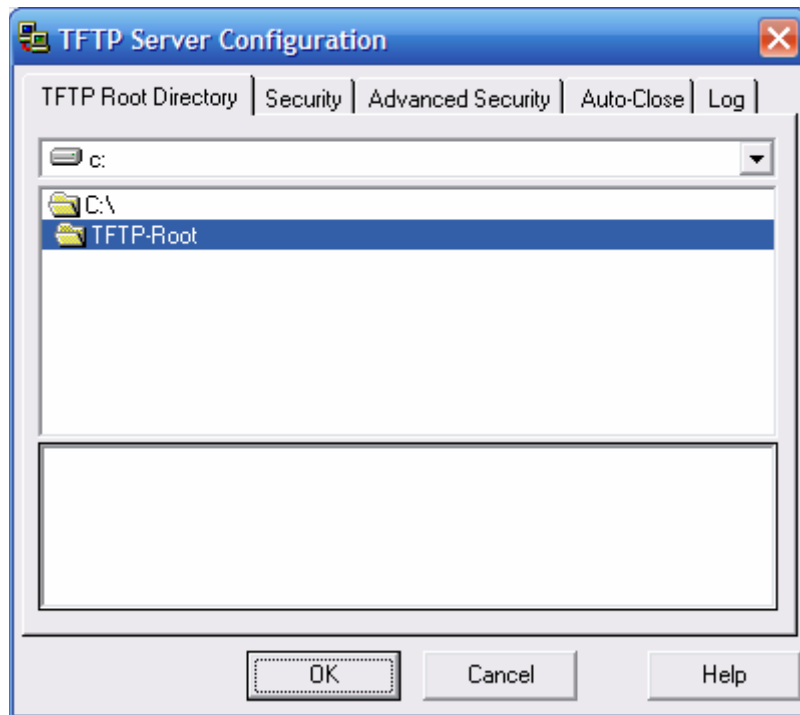 TFTP Server Configuration
TFTP Root Directory Security Advanced Security Auto-Close Log
c:
C:\
TFTP-Root
OK Cancel Help